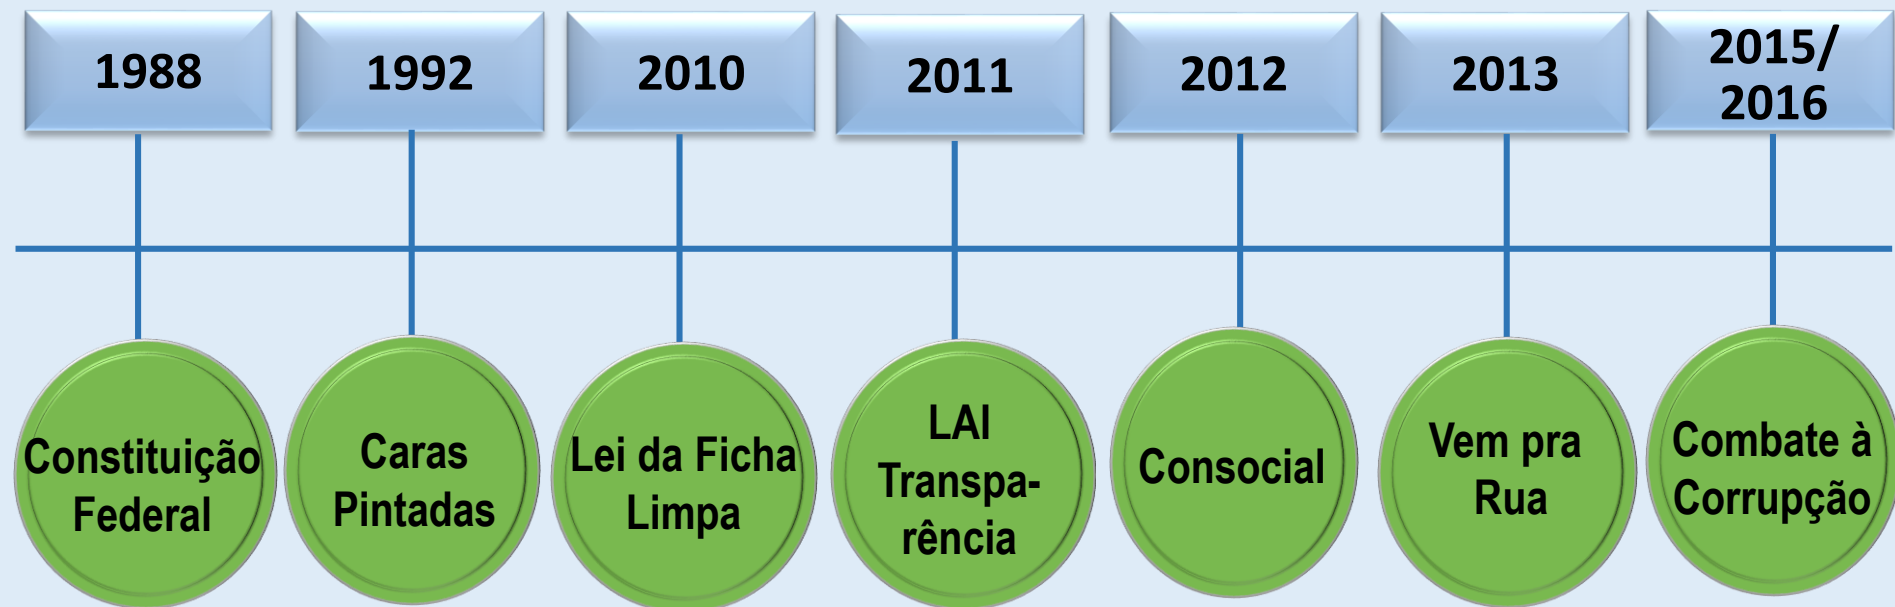 1988
1992
2010
2011
2012
2013
2015/
2016
Constituição
Federal
Caras
Pintadas
Lei da Ficha
Limpa
LAI
Transpa-
rência
Consocial
Vem pra
Rua
Combate à
Corrupção